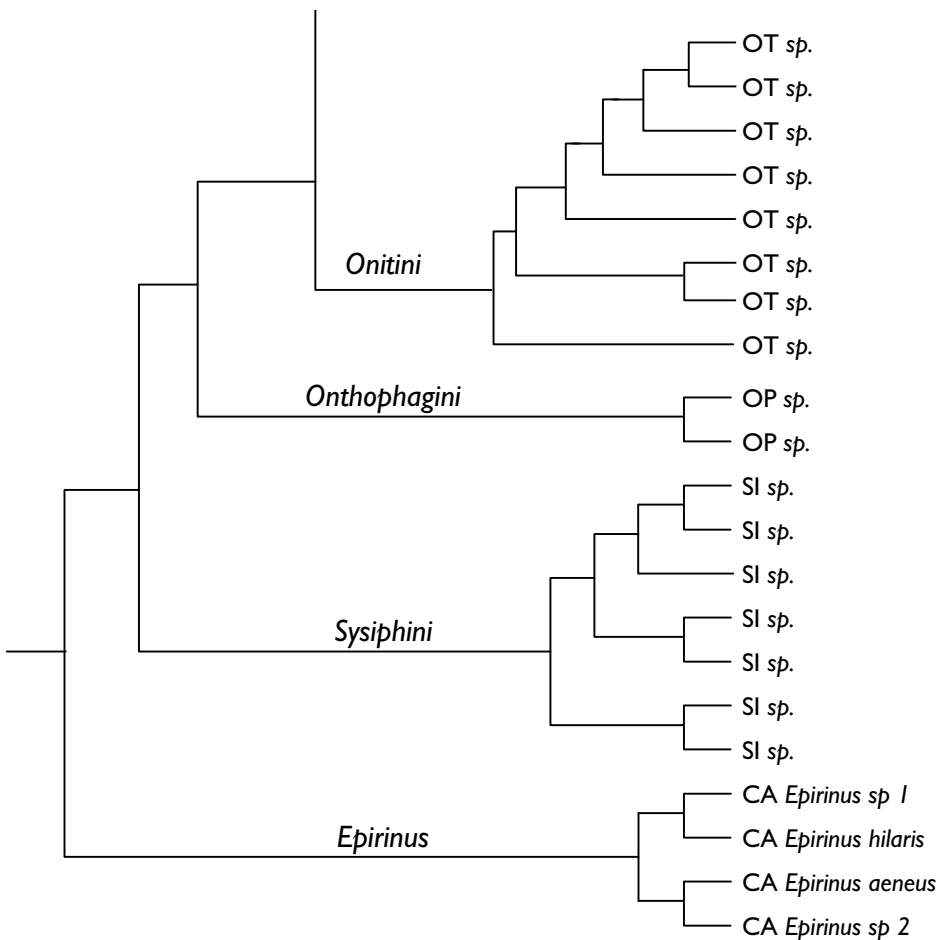 OT sp.
OT sp.
OT sp.
OT sp.
OT sp.
Onitini
OT sp.
OT sp.
OT sp.
Onthophagini
OP sp.
OP sp.
SI sp.
SI sp.
SI sp.
SI sp.
Sysiphini
SI sp.
SI sp.
SI sp.
CA Epirinus sp 1
Epirinus
CA Epirinus hilaris
CA Epirinus aeneus
CA Epirinus sp 2